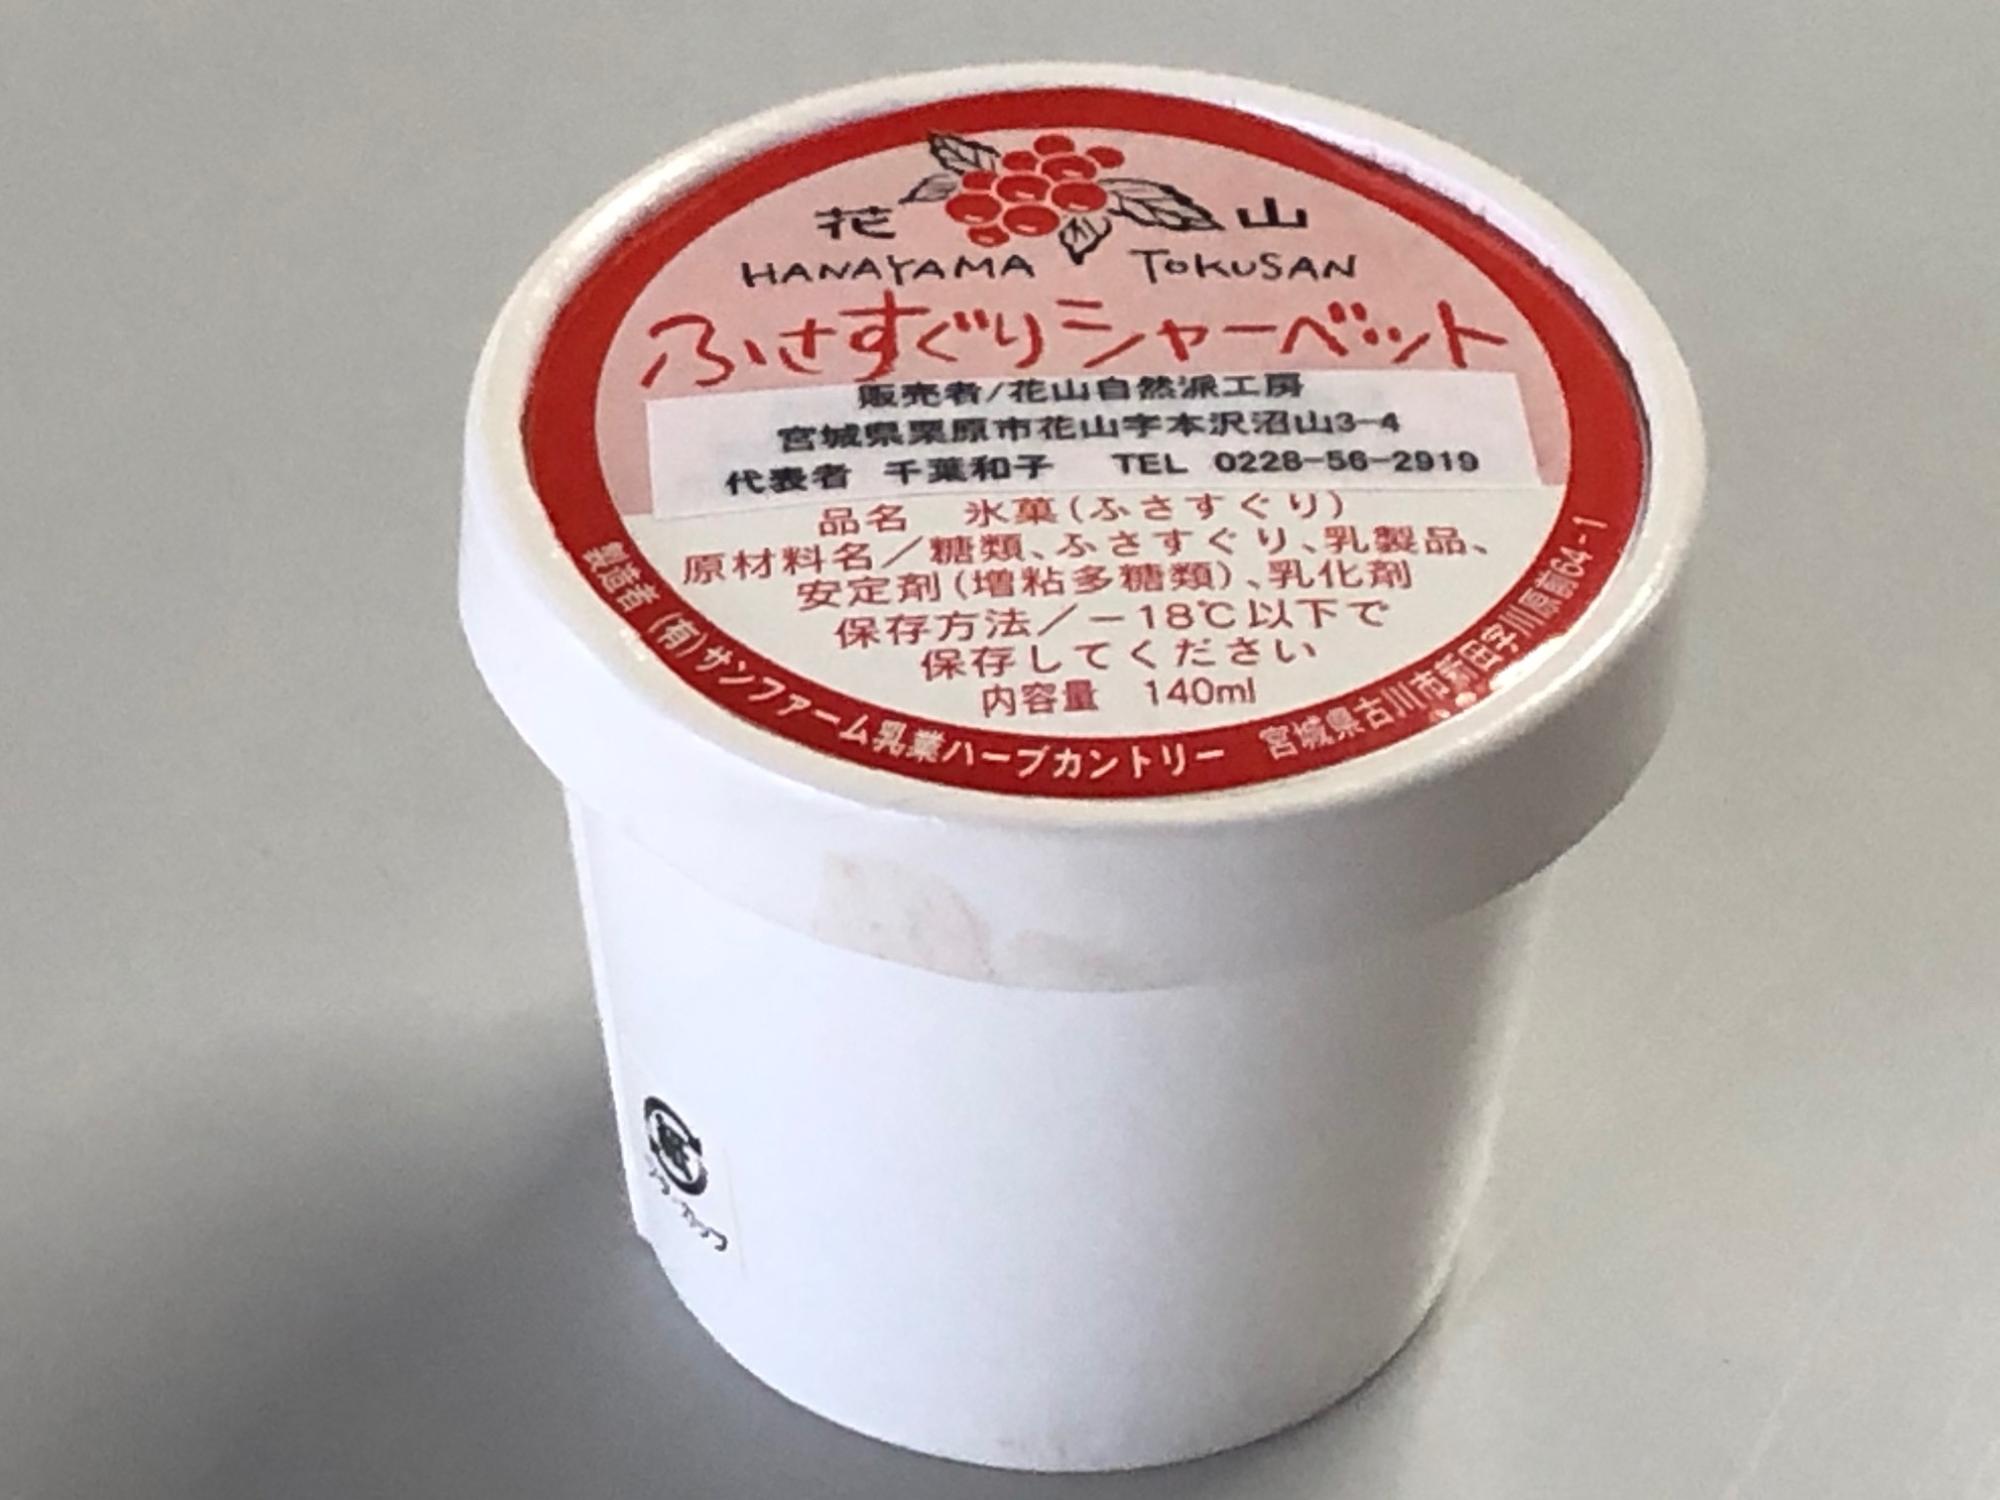 花 山
HANAYAMA TOKUSAN
ふさすぐりシャーベット
販売者/花山自然派工房
宮城県栗原市花山字本沢沼山3-4
代表者 千葉和子 TEL 0228-56-2919
品名 氷菓(ふさすぐり)
原材料名/糖類、ふさすぐり、乳製品、
安定剤(増粘多糖類)、乳化剤
保存方法/-18℃以下で
保存してください
内容量 140ml
製造者 (有)サンファーム乳業ハーブカントリー 宮城県古川市新田字川原前64-1
紙
フタ・カップ